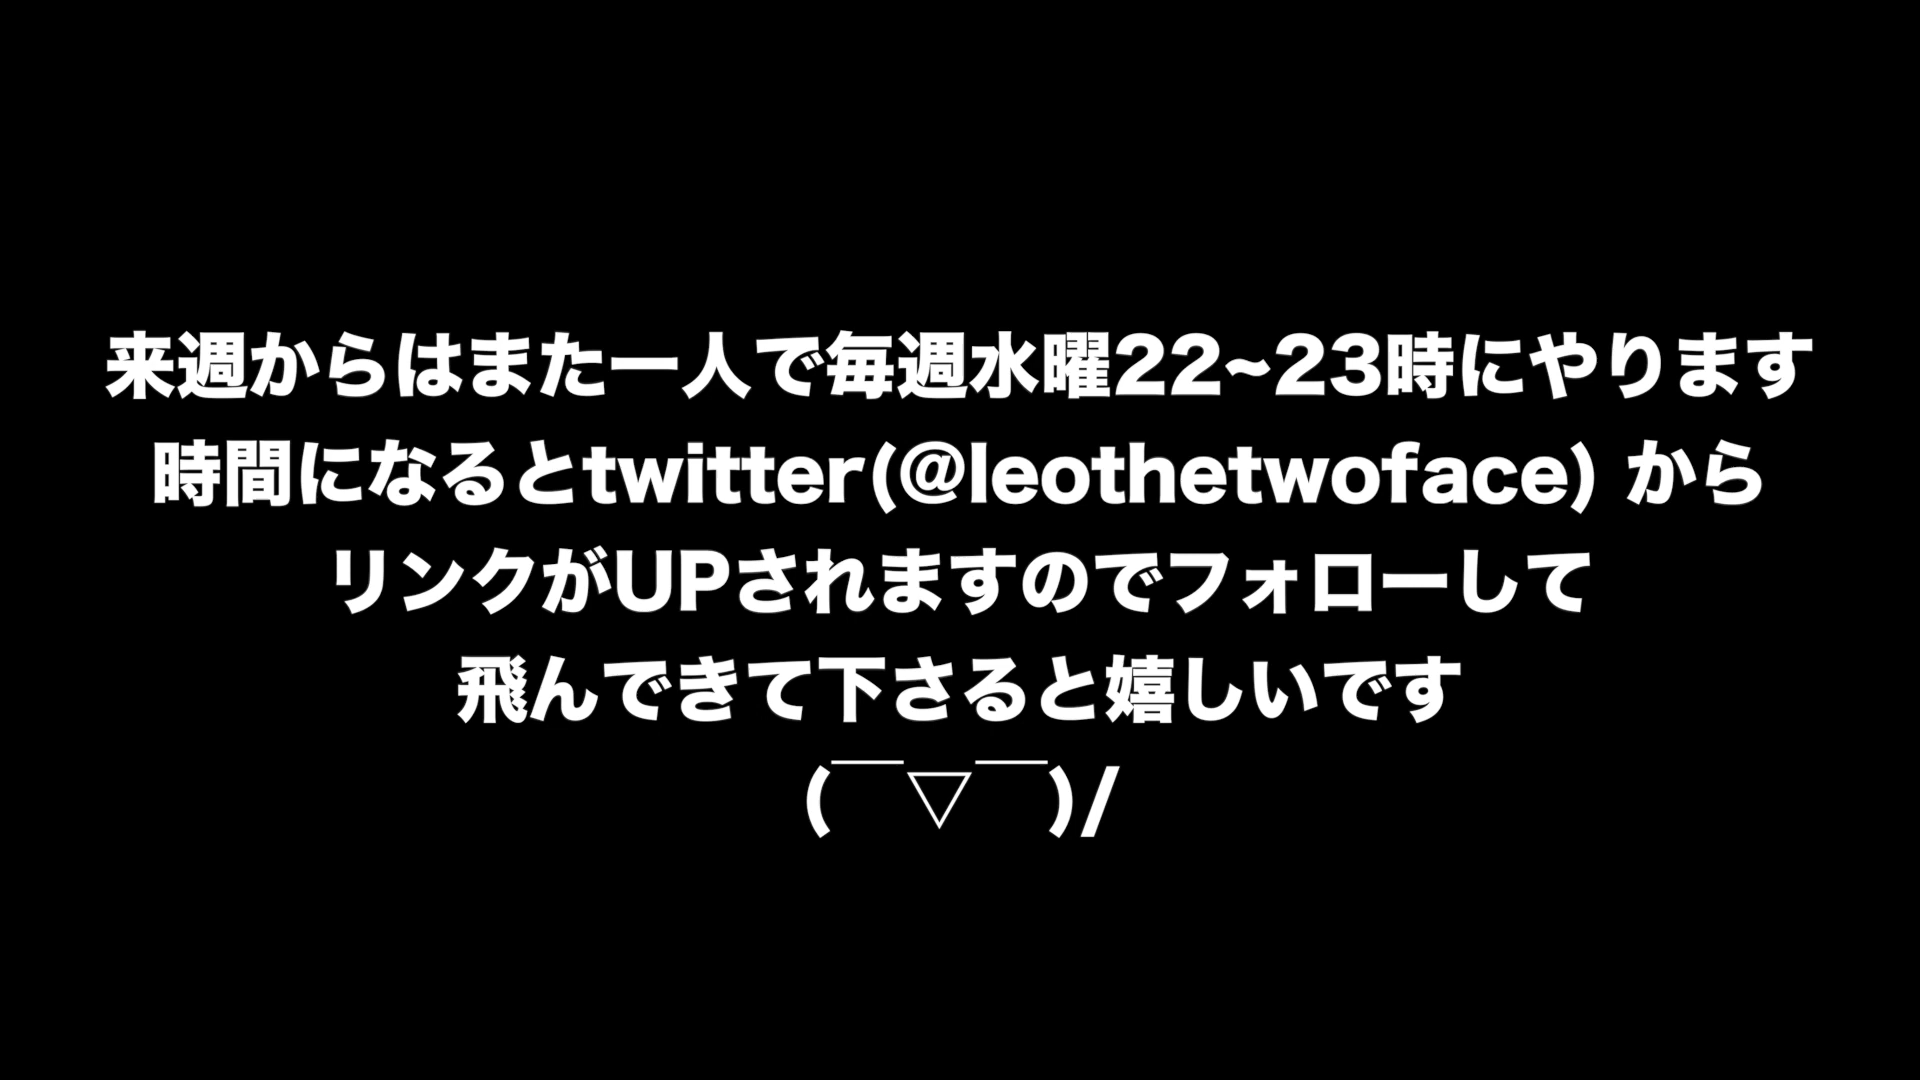 来週からはまた一人で毎週水曜22~23時にやります
時間になるとtwitter(@leothetwoface) から
リンクがUPされますのでフォローして
飛んできて下さると嬉しいです
(￣▽￣)/